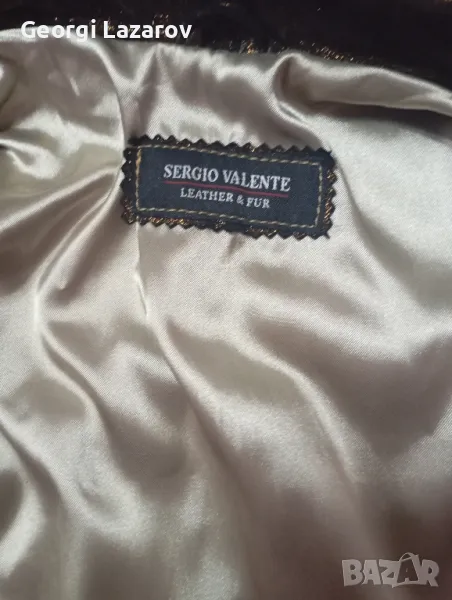 Georgi Lazarov
SERGIO VALENTE
LEATHER & FUR
BAZAR